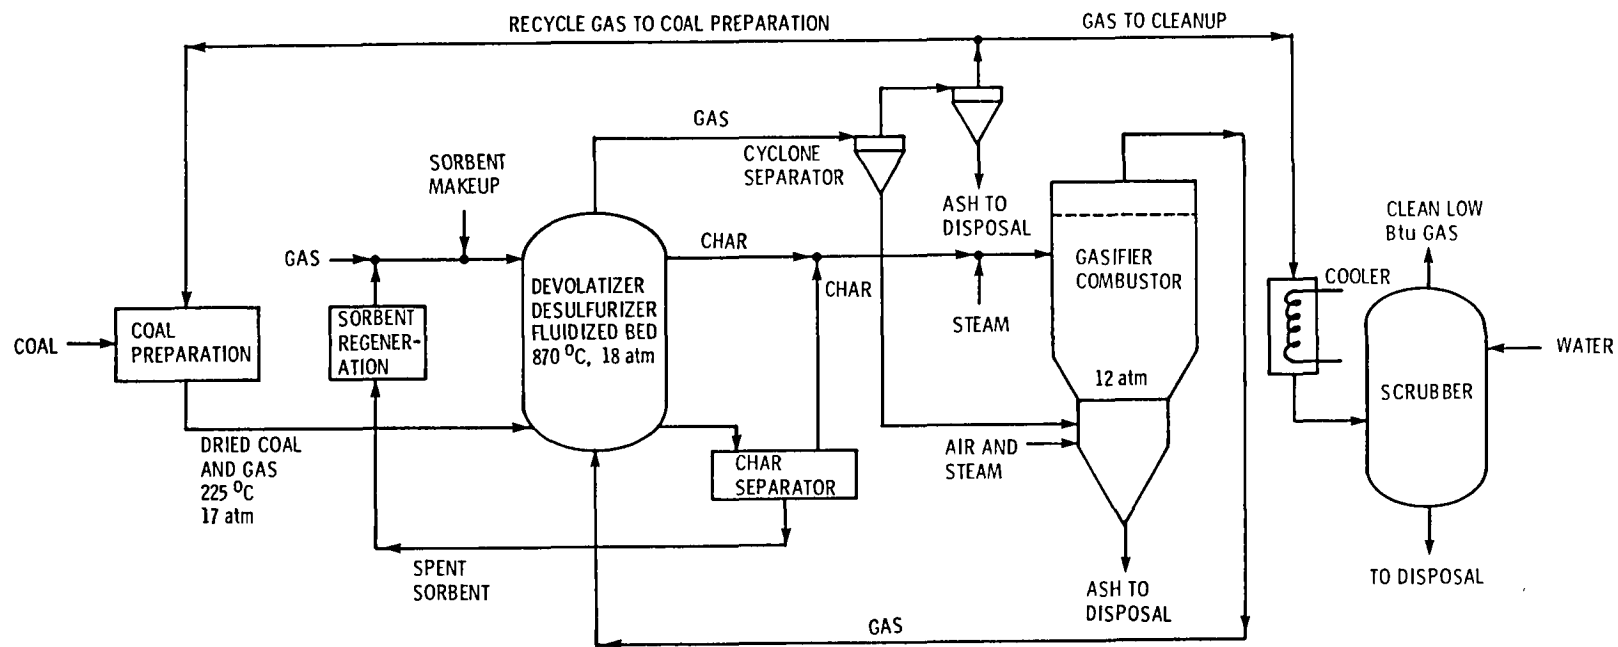 RECYCLE GAS TO COAL PREPARATION
GAS TO CLEANUP
GAS
CYCLONE
SEPARATOR
SORBENT
MAKEUP
ASH TO
DISPOSAL
CLEAN LOW
Btu GAS
GAS
CHAR
CHAR
STEAM
GASIFIER
COMBUSTOR
12 atm
COOLER
DEVOLATIZER
DESULFURIZER
FLUIDIZED BED
870 °C, 18 atm
COAL
COAL
PREPARATION
SORBENT
REGENER-
ATION
WATER
SCRUBBER
DRIED COAL
AND GAS
225 °C
17 atm
CHAR
SEPARATOR
AIR AND
STEAM
SPENT
SORBENT
ASH TO
DISPOSAL
TO DISPOSAL
GAS